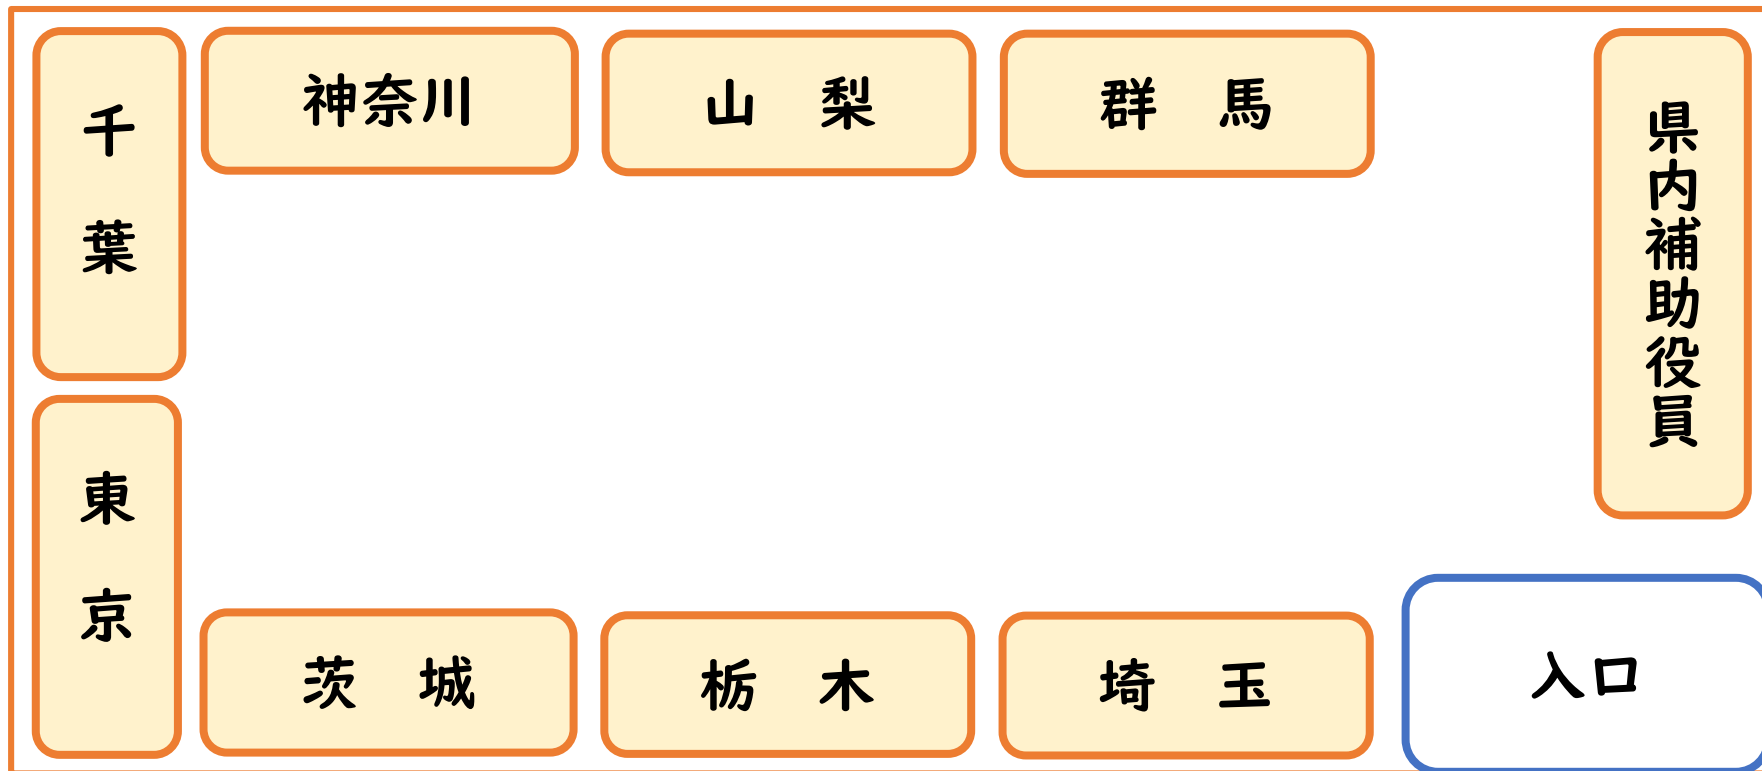 千葉
神奈川
山　梨
群　馬
県内補助役員
東京
茨　城
栃　木
埼　玉
入口